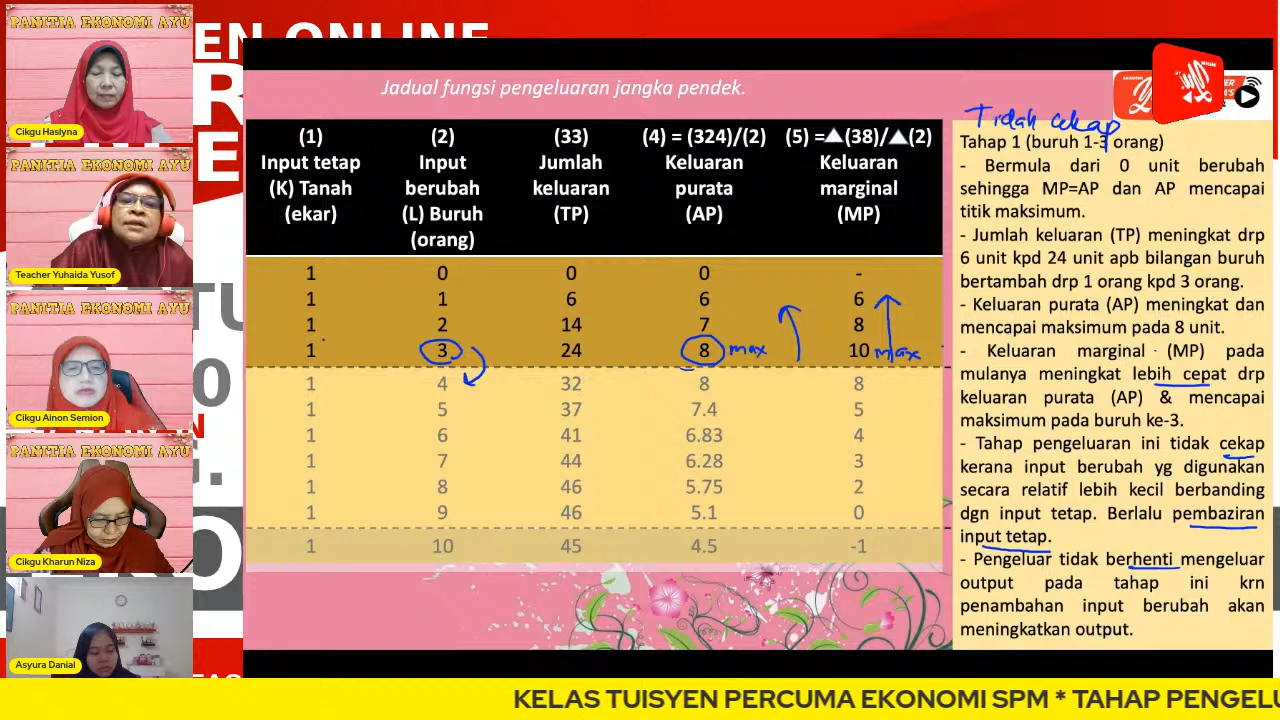 PANITIA EKONOMI AYU
Cikgu Haslyna
PANITIA EKONOMI AYU
Teacher Yuhaida Yusof
Cikgu Ainon Semion
PANITIA EKONOMI AYU
Cikgu Kharun Niza
Asyura Danial
EN ONLINE
Jadual fungsi pengeluaran jangka pendek.
(1) (2) (33) (4) = (324)/(2) (5) =▲(38)/▲(2)
Input tetap Input Jumlah Keluaran Keluaran
(K) Tanah berubah keluaran purata marginal
(ekar) (L) Buruh (TP) (AP) (MP)
(orang)
1 0 0 0 -
1 1 6 6 6
1 2 14 7 8
1 3 24 8 max 10 max
1 4 32 8 8
1 5 37 7.4 5
1 6 41 6.83 4
1 7 44 6.28 3
1 8 46 5.75 2
1 9 46 5.1 0
1 10 45 4.5 -1
Tidak cekap
Tahap 1 (buruh 1-3 orang)
- Bermula dari 0 unit berubah
sehingga MP=AP dan AP mencapai
titik maksimum.
- Jumlah keluaran (TP) meningkat drp
6 unit kpd 24 unit apb bilangan buruh
bertambah drp 1 orang kpd 3 orang.
- Keluaran purata (AP) meningkat dan
mencapai maksimum pada 8 unit.
- Keluaran marginal (MP) pada
mulanya meningkat lebih cepat drp
keluaran purata (AP) & mencapai
maksimum pada buruh ke-3.
- Tahap pengeluaran ini tidak cekap
kerana input berubah yg digunakan
secara relatif lebih kecil berbanding
dgn input tetap. Berlalu pembaziran
input tetap.
- Pengeluar tidak berhenti mengeluar
output pada tahap ini krn
penambahan input berubah akan
meningkatkan output.
KELAS TUISYEN PERCUMA EKONOMI SPM * TAHAP PENGELU